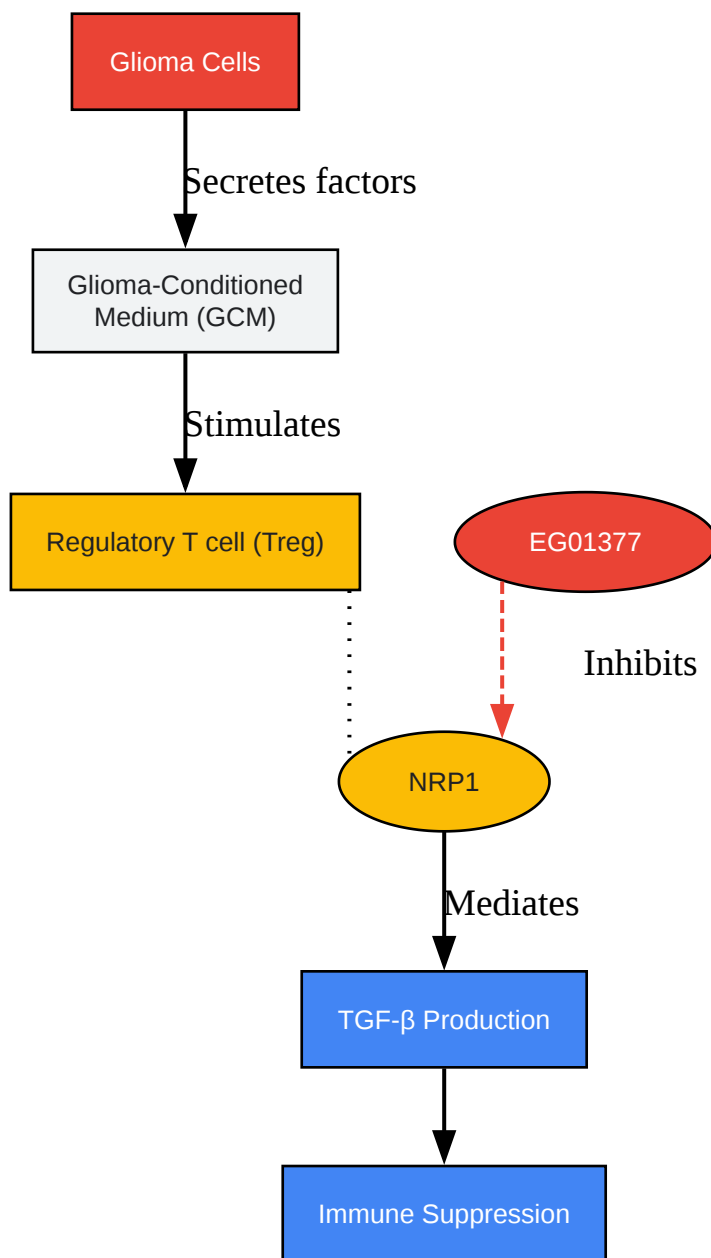 Glioma Cells
Secretes factors
Glioma-Conditioned
Medium (GCM)
Stimulates
Regulatory T cell (Treg)
EG01377
Inhibits
NRP1
Mediates
TGF-β Production
Immune Suppression